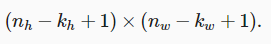 (n_h − k_h + 1) × (n_w − k_w + 1).